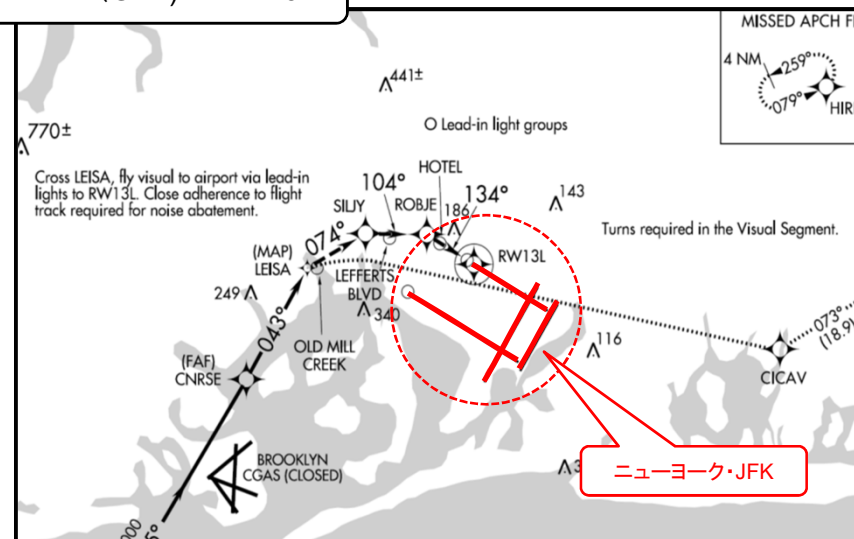 MISSED APCH
4 NM
259°
079°
441±
770±
O Lead-in light groups
Cross LEISA, fly visual to airport via lead-in
lights to RW13L. Close adherence to flight
track required for noise abatement.
HOTEL
104°
134°
SILJY
ROBJE
186
143
Turns required in the Visual Segment.
074°
(MAP)
LEISA
RW13L
LEFFERTS
BLVD
249
340
043°
OLD MILL
CREEK
116
073°
(18.9)
(FAF)
CNRSE
CICAV
BROOKLYN
CGAS (CLOSED)
ニューヨーク・JFK